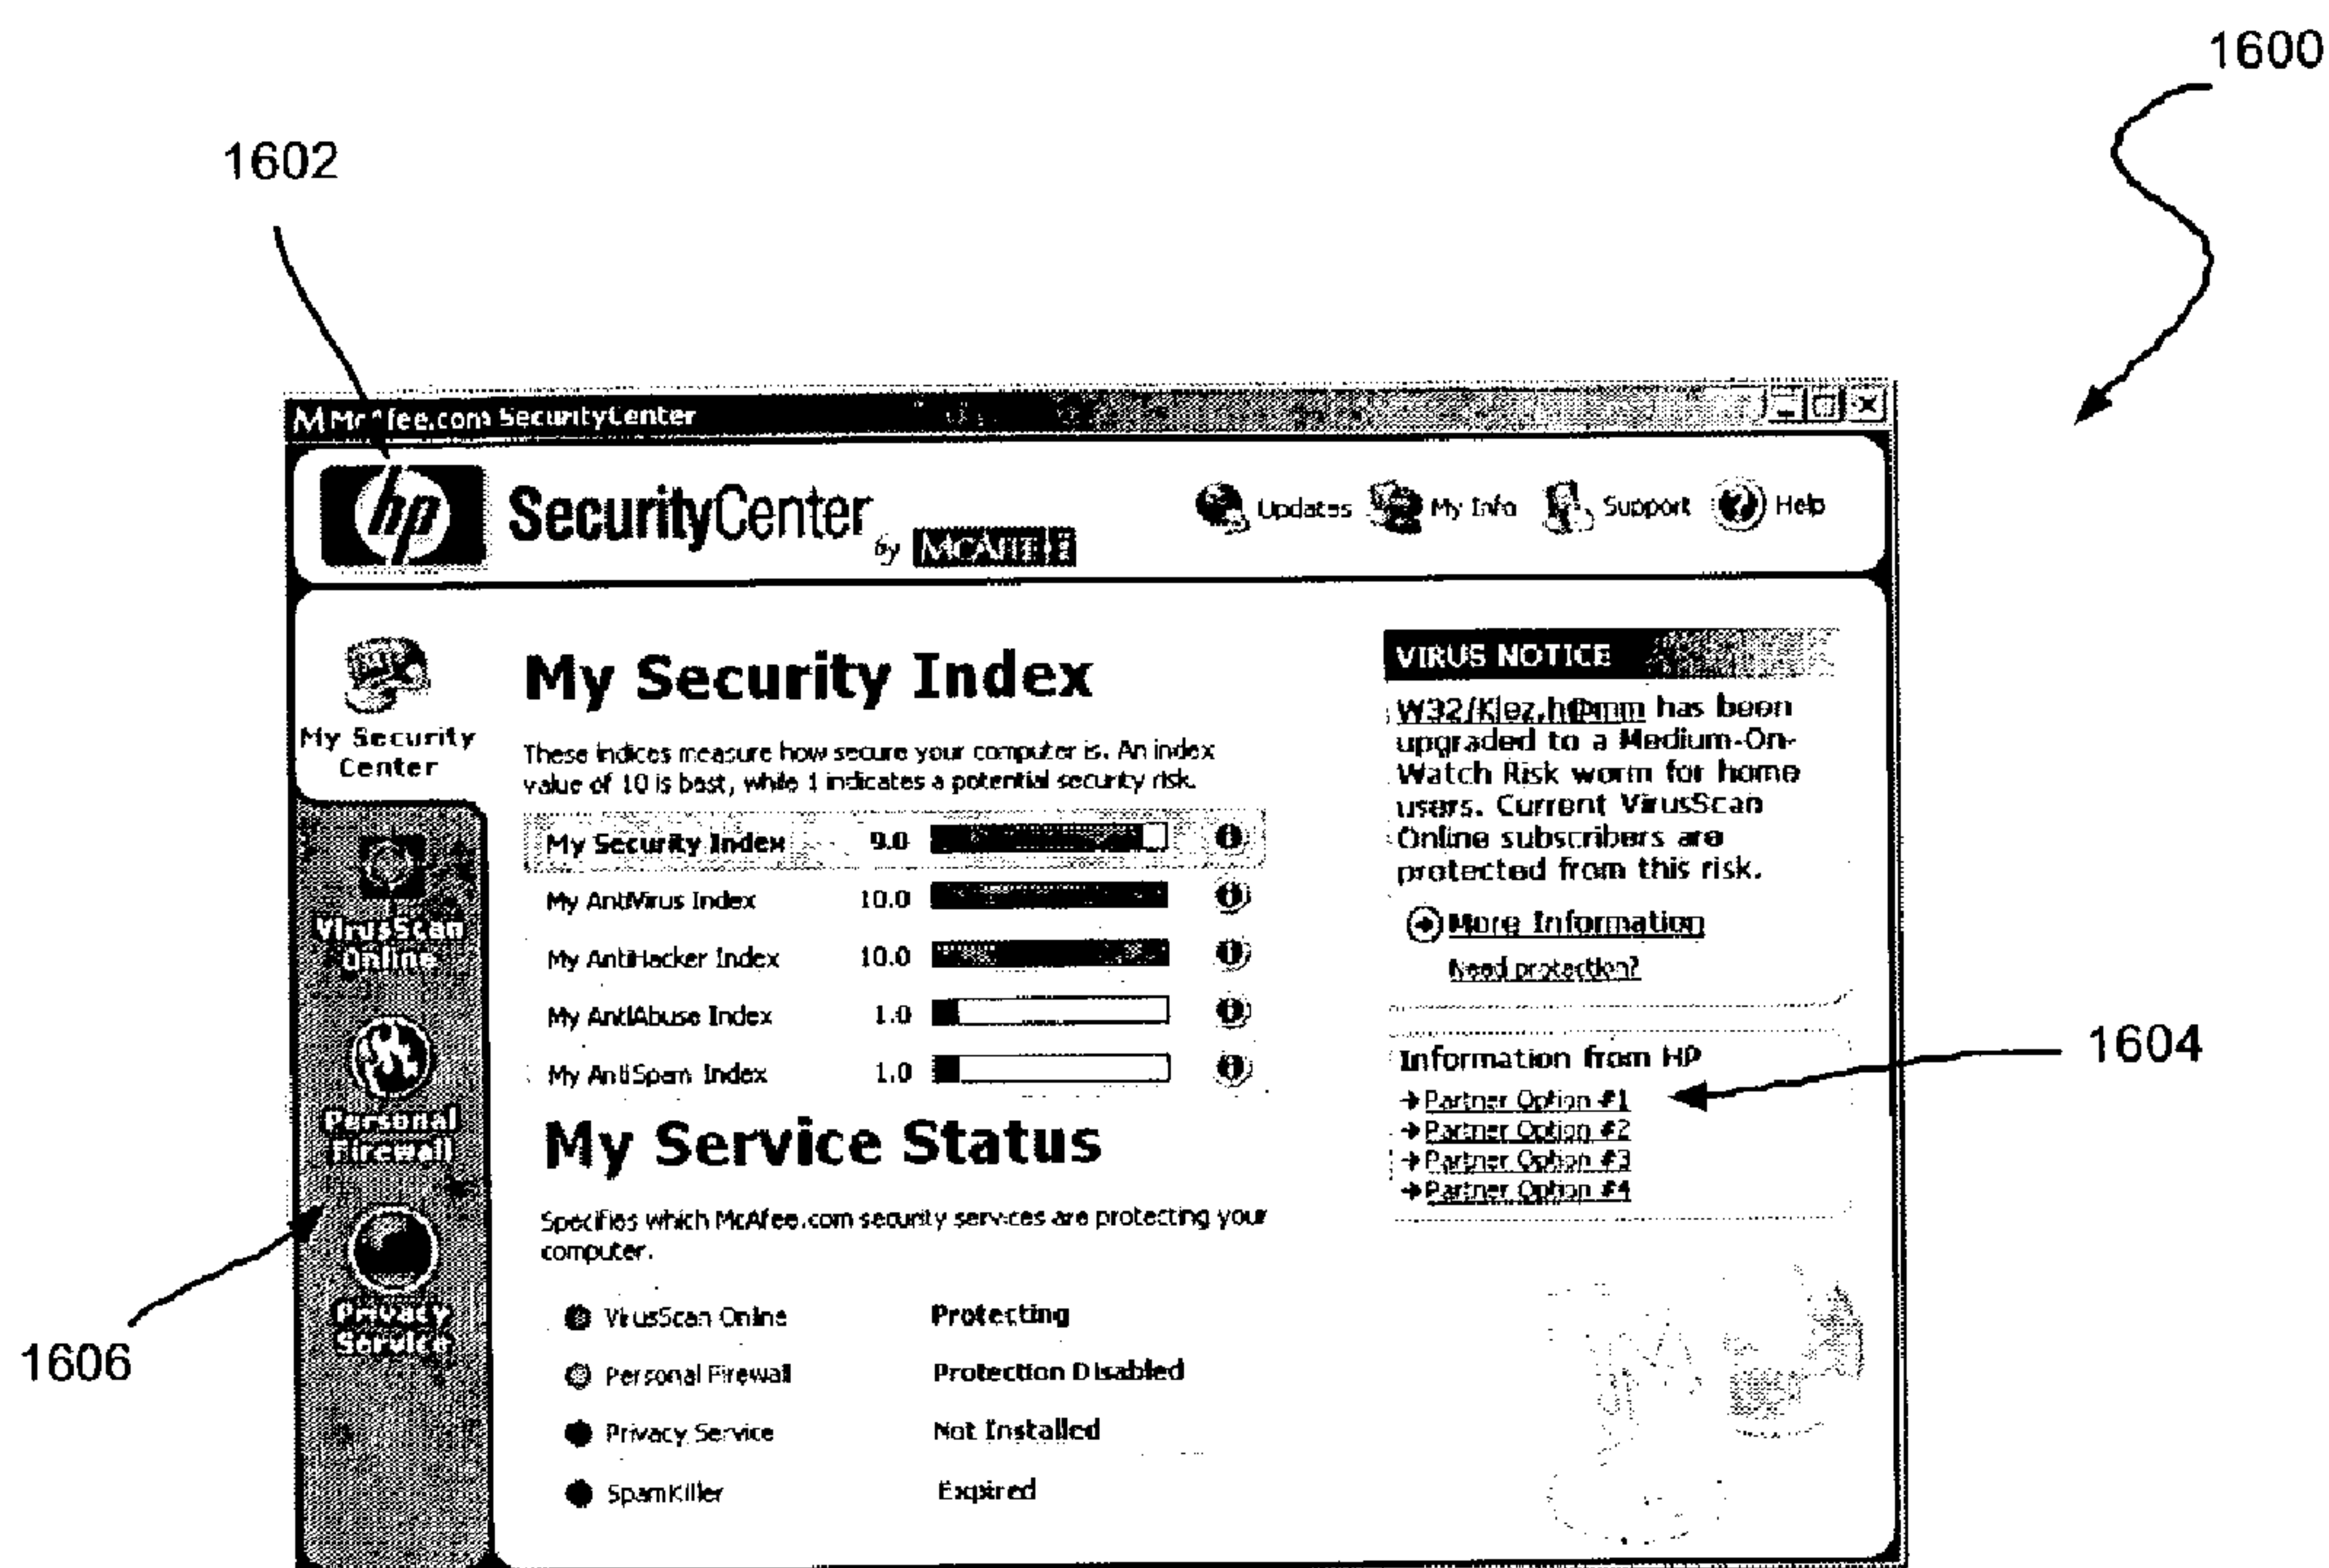 1600
1602
McAfee.com SecurityCenter
hp
SecurityCenter
by McAFEE
Updates My Info Support Help
My Security
Center
VirusScan
Online
Personal
Firewall
Privacy
Service
1606
My Security Index
These indices measure how secure your computer is. An index
value of 10 is best, while 1 indicates a potential security risk.
My Security Index 9.0
My AntiVirus Index 10.0
My AntiHacker Index 10.0
My AntiAbuse Index 1.0
My AntiSpam Index 1.0
My Service Status
Specifies which McAfee.com security services are protecting your
computer.
VirusScan Online Protecting
Personal Firewall Protection Disabled
Privacy Service Not Installed
SpamKiller Expired
VIRUS NOTICE
W32/Klez.h@mm has been
upgraded to a Medium-On-
Watch Risk worm for home
users. Current VirusScan
Online subscribers are
protected from this risk.
More Information
Need protection?
Information from HP
Partner Option #1
Partner Option #2
Partner Option #3
Partner Option #4
1604